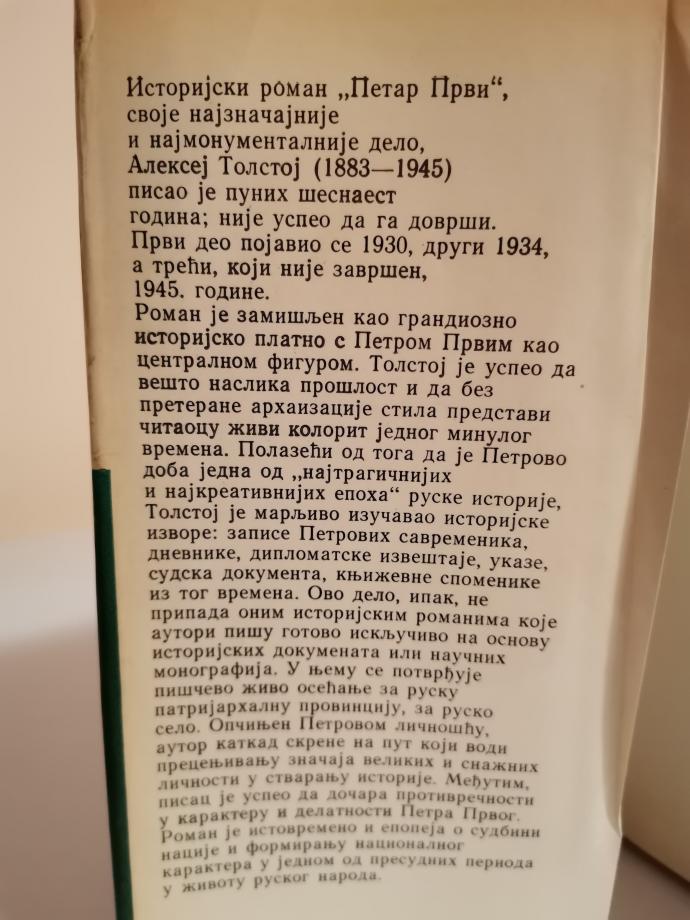 Историјски роман „Петар Први“,
своје најзначајније
и најмонументалније дело,
Алексеј Толстој (1883—1945)
писао је пуних шеснаест
година; није успео да га доврши.
Први део појавио се 1930, други 1934,
а трећи, који није завршен,
1945. године.
Роман је замишљен као грандиозно
историјско платно с Петром Првим као
централном фигуром. Толстој је успео да
вешто наслика прошлост и да без
претеране архаизације стила представи
читаоцу живи колорит једног минулог
времена. Полазећи од тога да је Петрово
доба једна од „најтрагичнијих
и најкреативнијих епоха“ руске историје,
Толстој је марљиво изучавао историјске
изворе: записе Петрових савременика,
дневнике, дипломатске извештаје, указе,
судска документа, књижевне споменике
из тог времена. Ово дело, ипак, не
припада оним историјским романима које
аутори пишу готово искључиво на основу
историјских докумената или научних
монографија. У њему се потврђује
пишчево живо осећање за руску
патријархалну провинцију, за руско
село. Опчињен Петровом личношћу,
аутор каткад скрене на пут који води
прецењивању значаја великих и снажних
личности у стварању историје. Међутим,
писац је успео да дочара противречности
у карактеру и делатности Петра Првог.
Роман је истовремено и епопеја о судбини
нације и формирању националног
карактера у једном од пресудних периода
у животу руског народа.